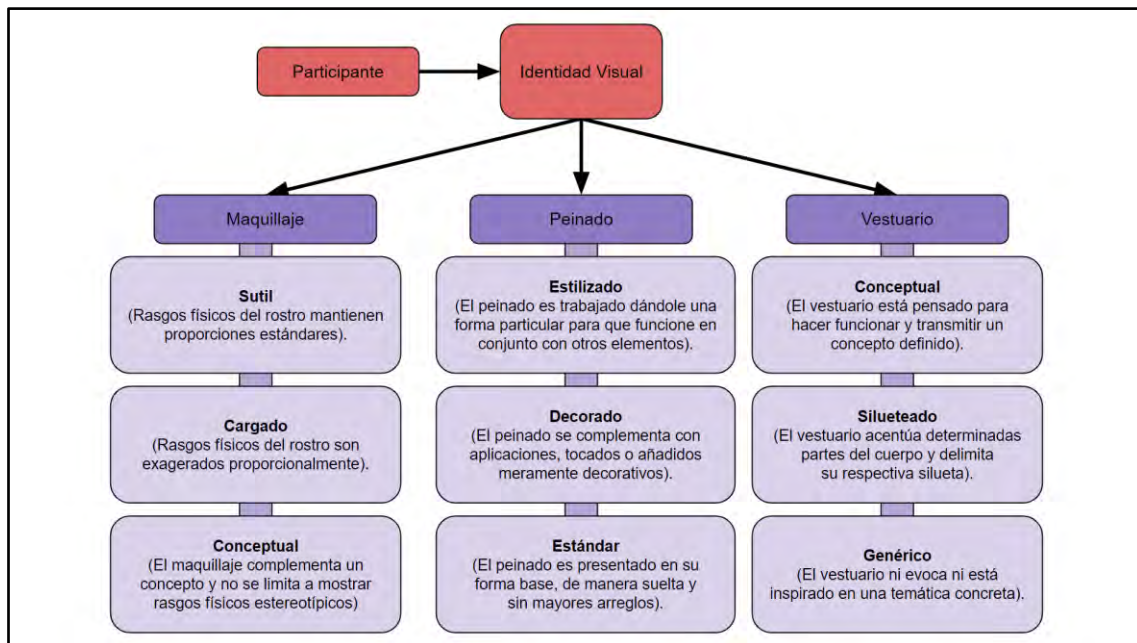 Participante
Identidad Visual
Maquillaje
Sutil
(Rasgos físicos del rostro mantienen
proporciones estándares).
Cargado
(Rasgos físicos del rostro son
exagerados proporcionalmente).
Conceptual
(El maquillaje complementa un
concepto y no se limita a mostrar
rasgos físicos estereotípicos)
Peinado
Estilizado
(El peinado es trabajado dándole una
forma particular para que funcione en
conjunto con otros elementos).
Decorado
(El peinado se complementa con
aplicaciones, tocados o añadidos
meramente decorativos).
Estándar
(El peinado es presentado en su
forma base, de manera suelta y
sin mayores arreglos).
Vestuario
Conceptual
(El vestuario está pensado para
hacer funcionar y transmitir un
concepto definido).
Silueteado
(El vestuario acentúa determinadas
partes del cuerpo y delimita
su respectiva silueta).
Genérico
(El vestuario ni evoca ni está
inspirado en una temática concreta).